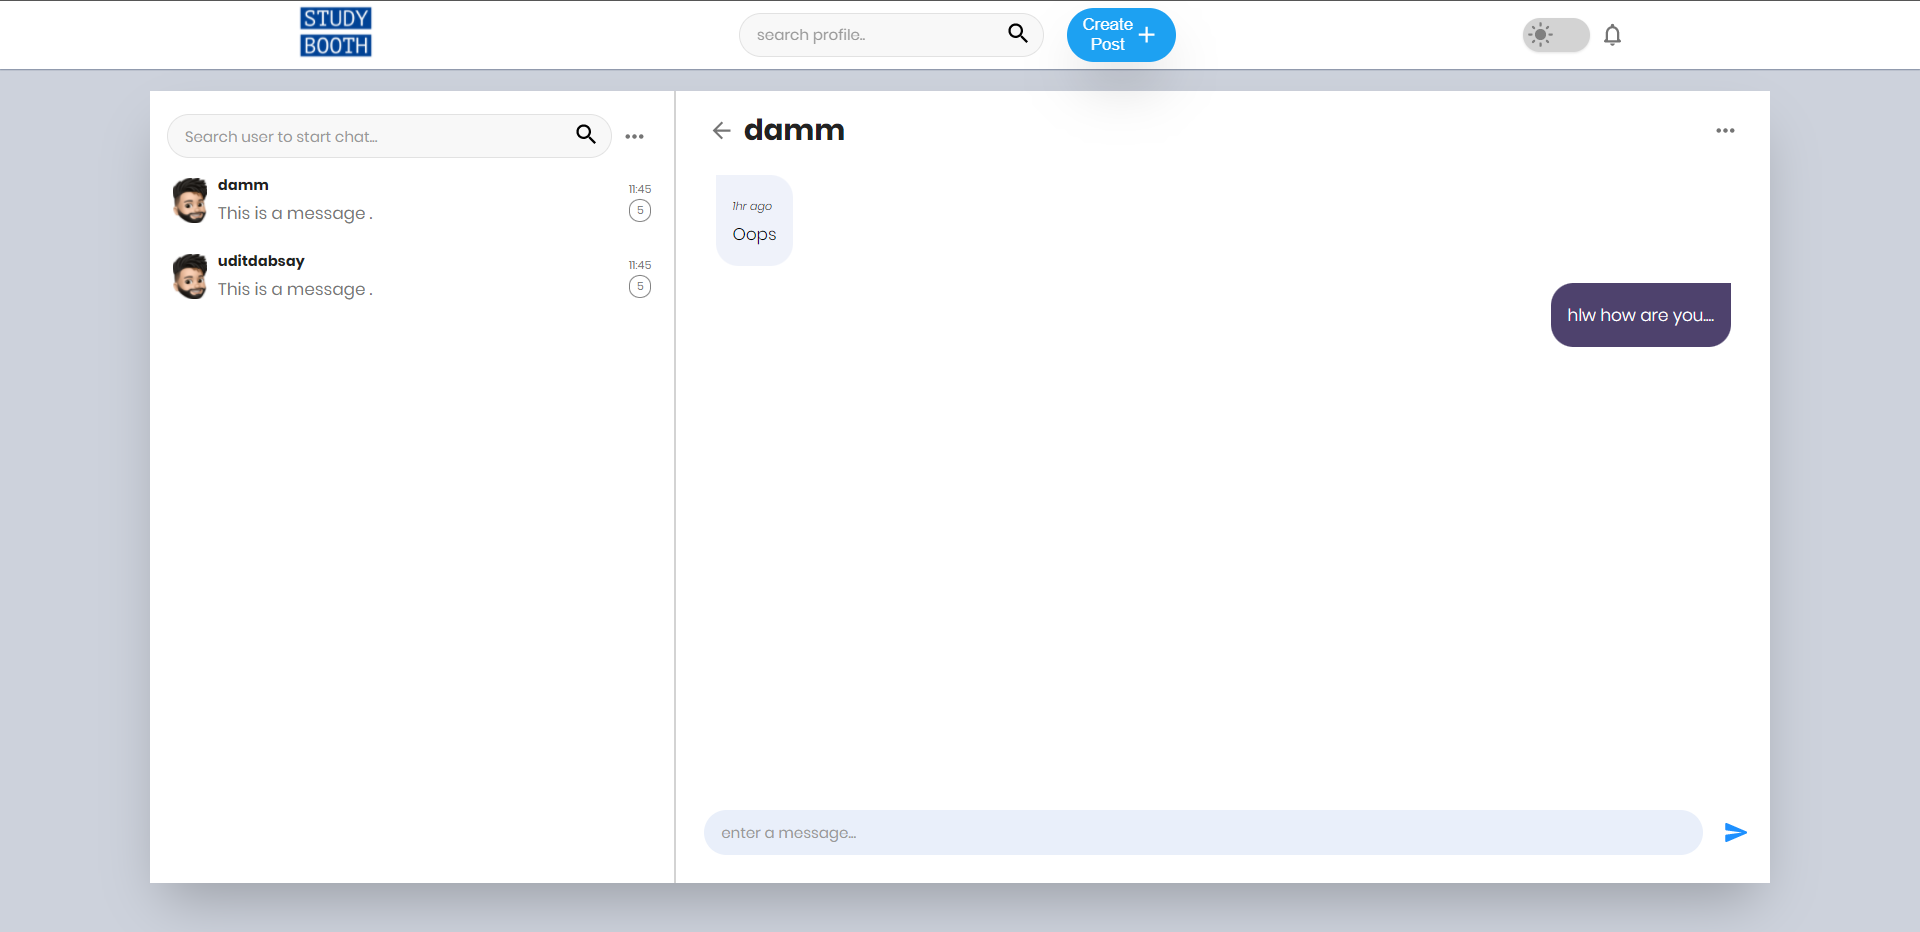 STUDY
BOOTH
search profile..
Create
Post
Search user to start chat...
damm
11:45
This is a message .
5
uditdabsay
11:45
This is a message .
5
damm
1hr ago
Oops
hlw how are you....
enter a message...